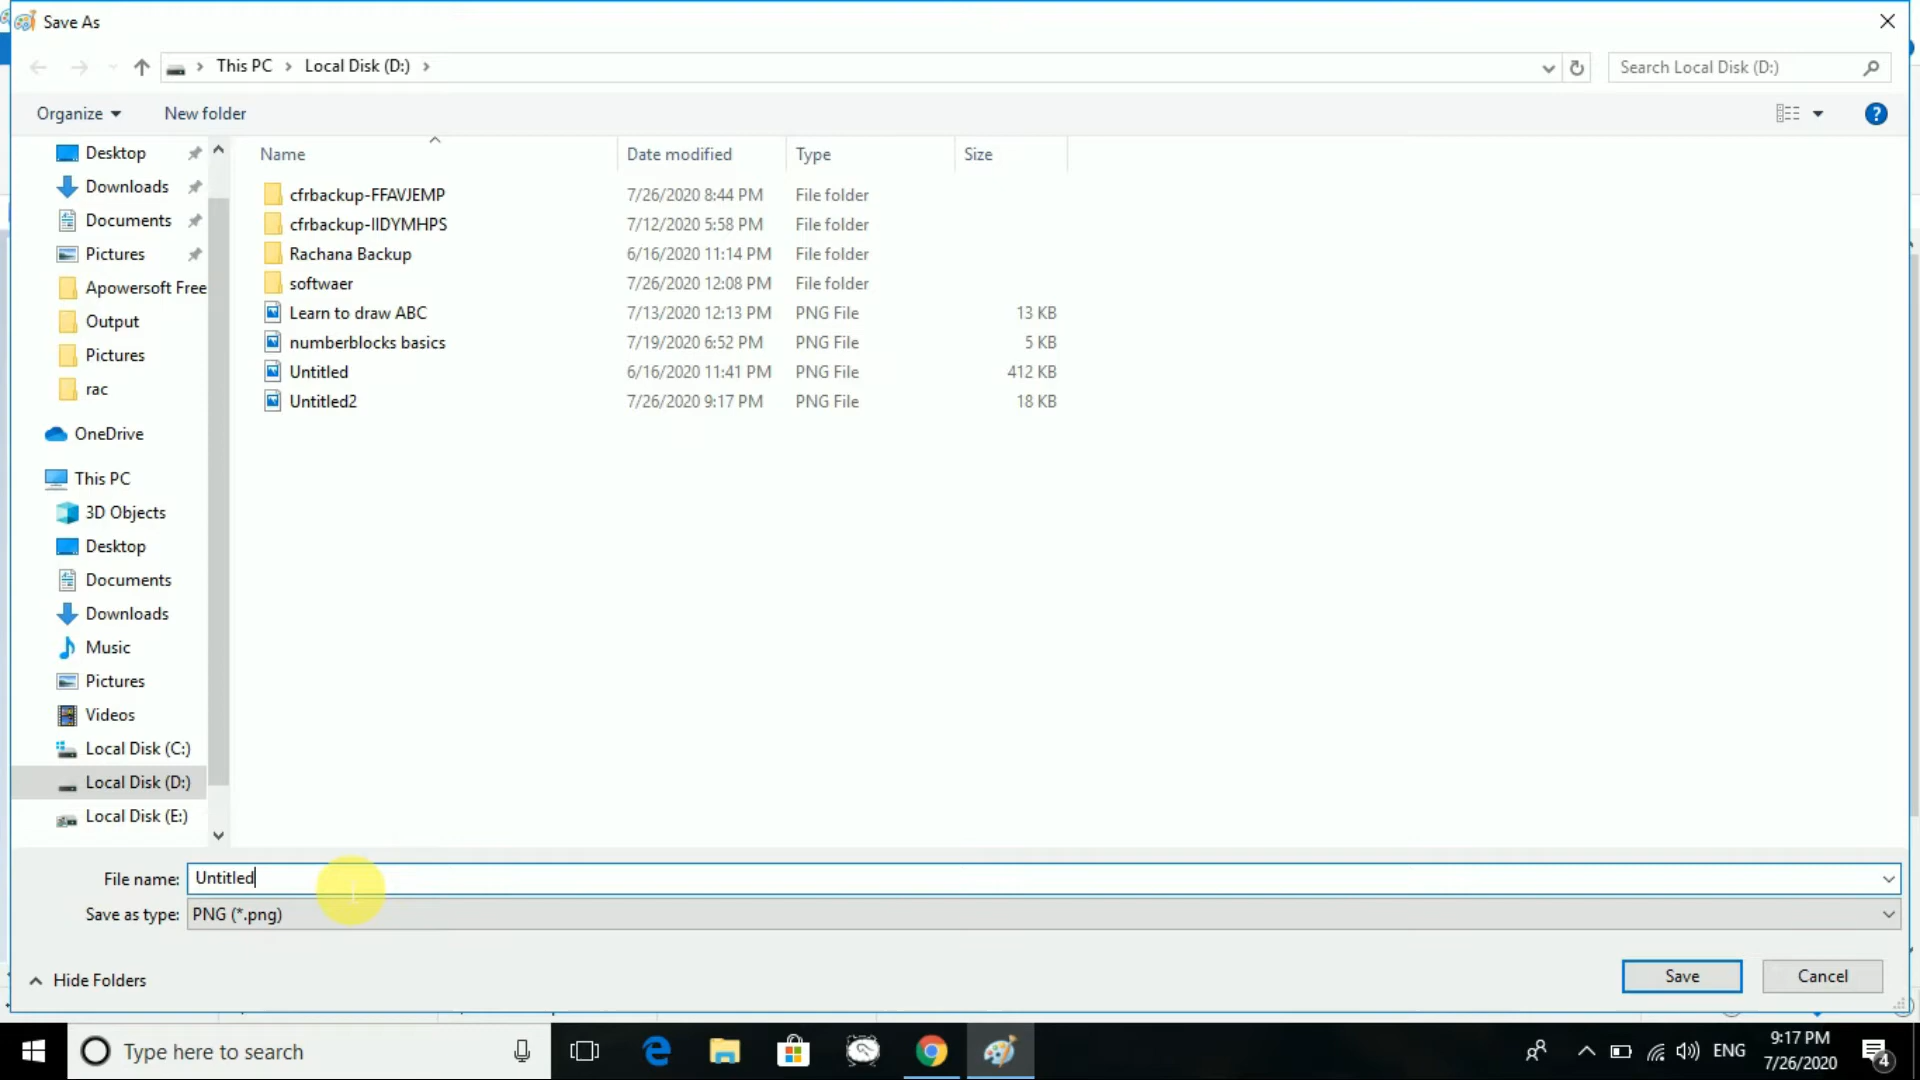 Save As
This PC
Local Disk (D:)
Search Local Disk (D:)
Organize
New folder
?
Desktop
Downloads
Documents
Pictures
Apowersoft Free
Output
Pictures
rac
OneDrive
This PC
3D Objects
Desktop
Documents
Downloads
Music
Pictures
Videos
Local Disk (C:)
Local Disk (D:)
Local Disk (E:)
Name Date modified Type Size
cfrbackup-FFAVJEMP 7/26/2020 8:44 PM File folder
cfrbackup-IIDYMHPS 7/12/2020 5:58 PM File folder
Rachana Backup 6/16/2020 11:14 PM File folder
softwaer 7/26/2020 12:08 PM File folder
Learn to draw ABC 7/13/2020 12:13 PM PNG File 13 KB
numberblocks basics 7/19/2020 6:52 PM PNG File 5 KB
Untitled 6/16/2020 11:41 PM PNG File 412 KB
Untitled2 7/26/2020 9:17 PM PNG File 18 KB
File name: Untitled
Save as type: PNG (*.png)
Hide Folders
Save
Cancel
Type here to search
ENG
9:17 PM
7/26/2020
4